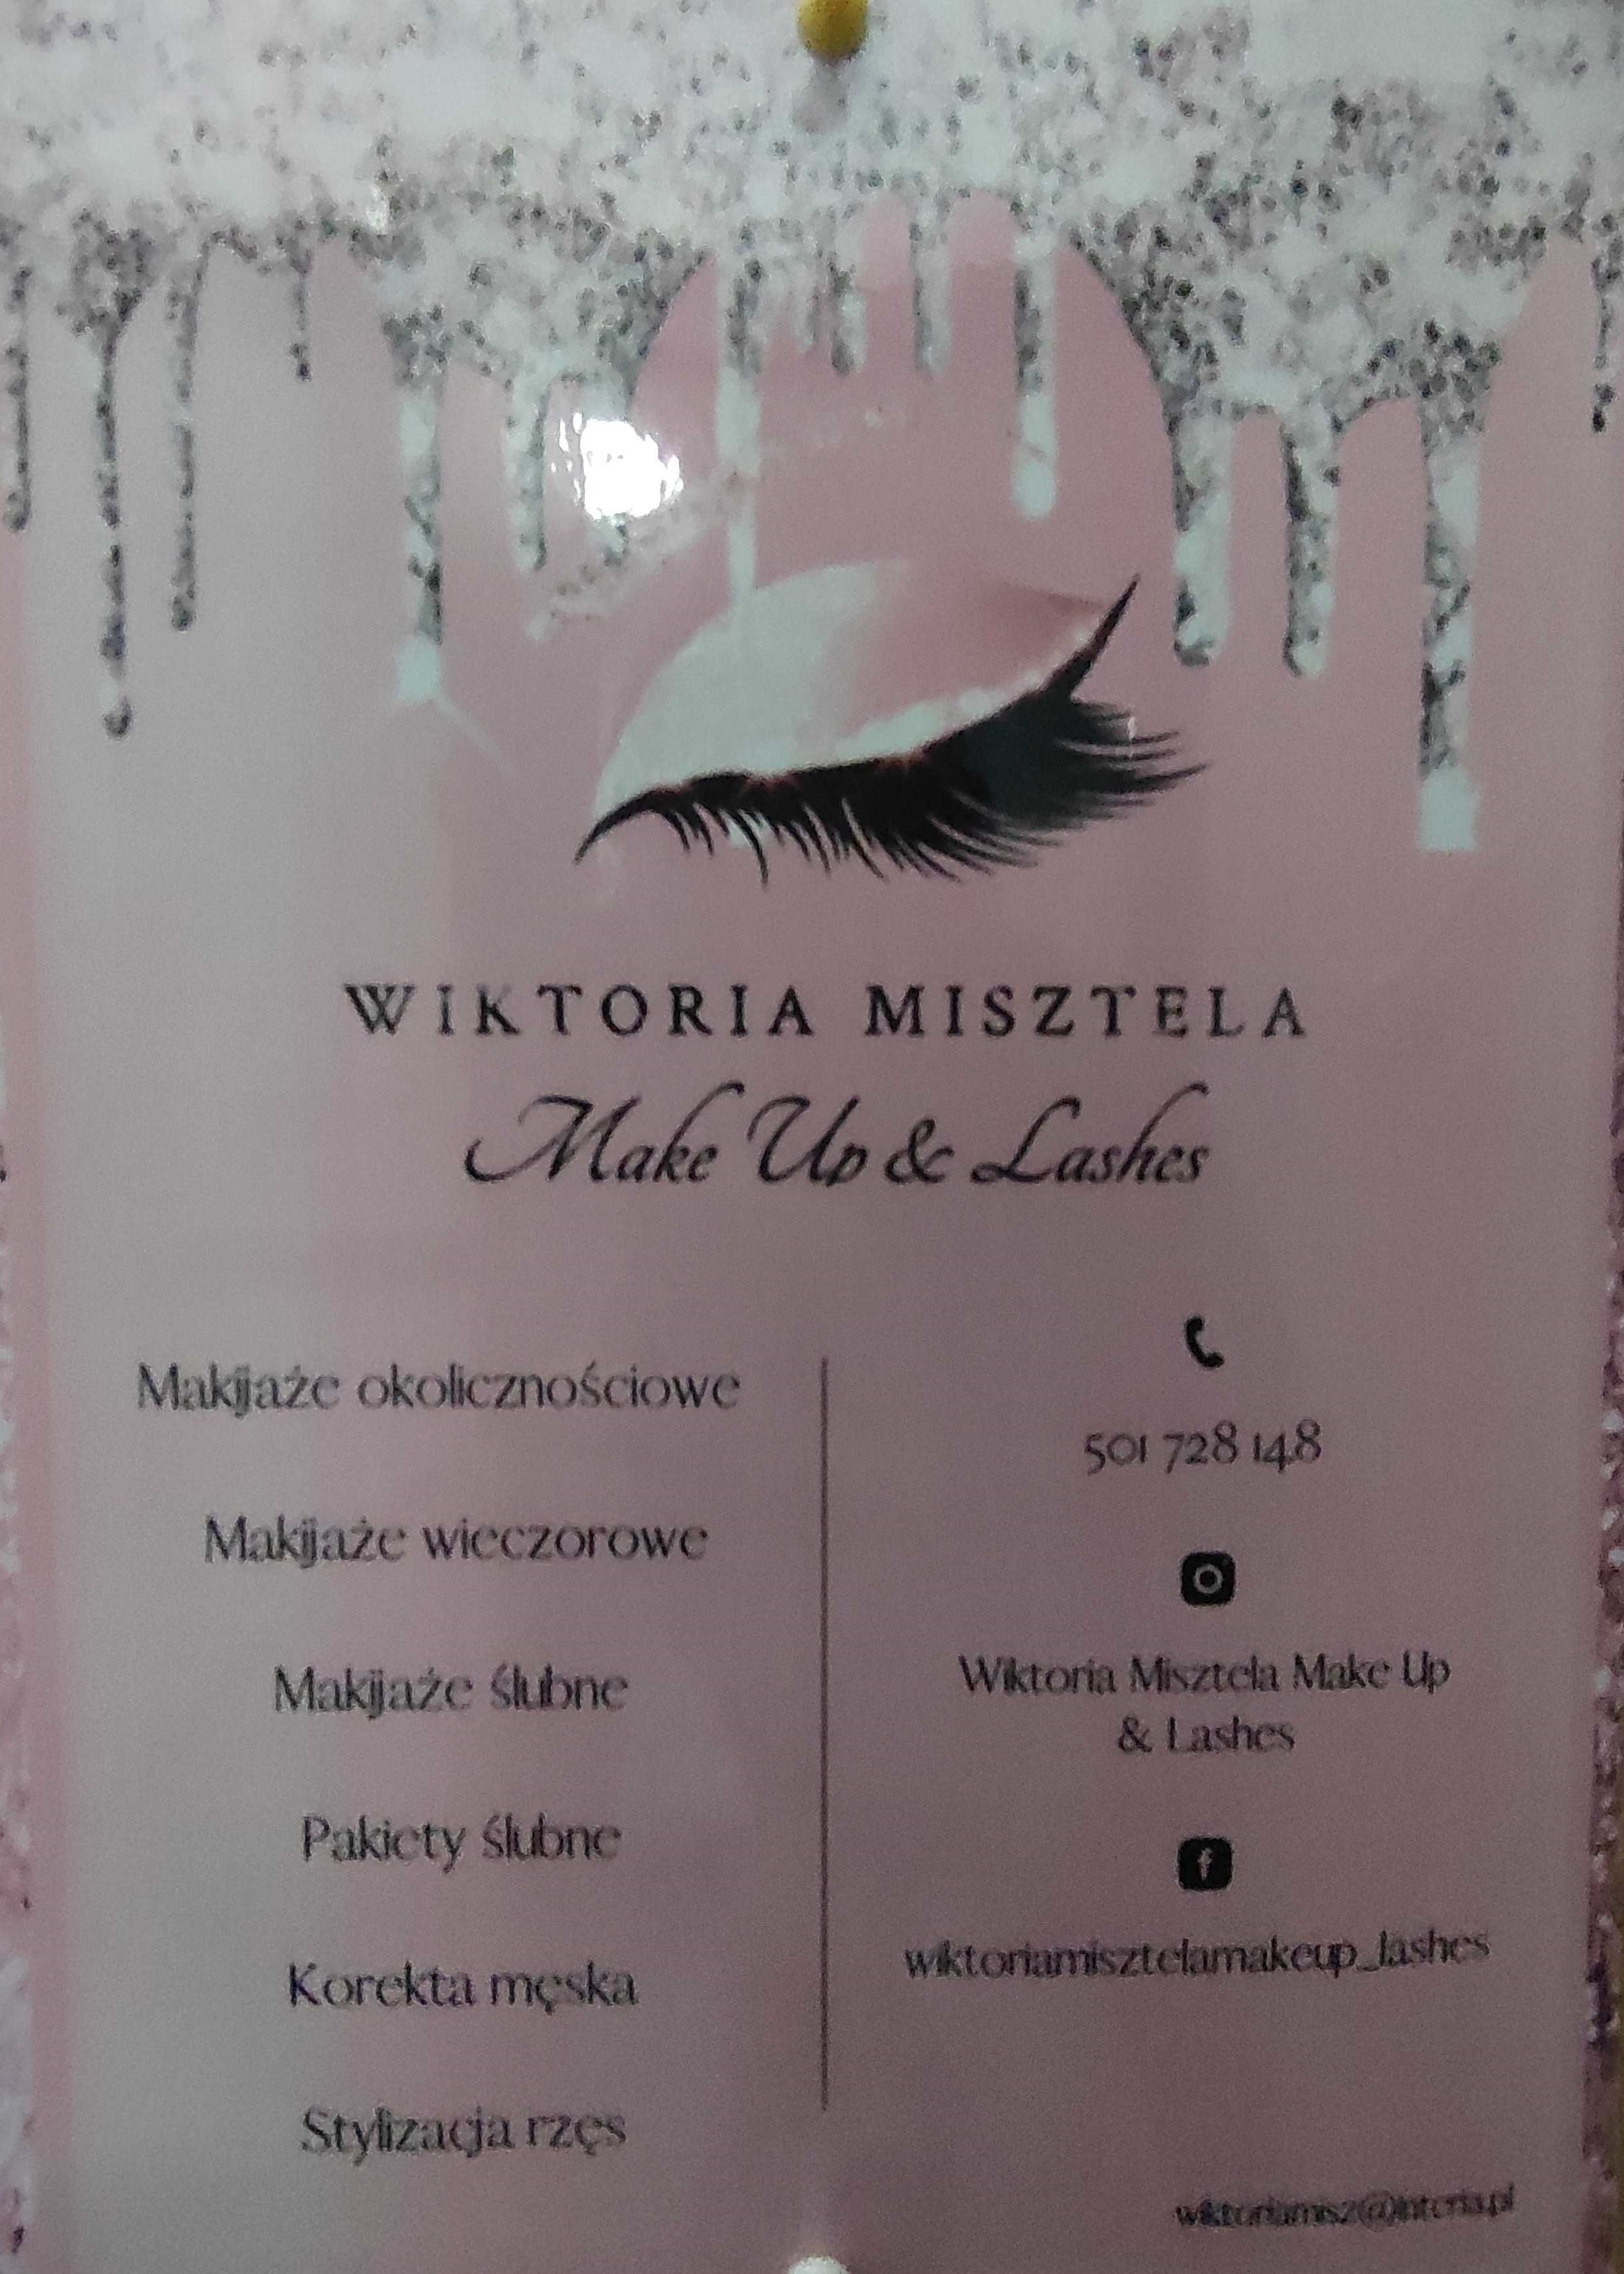 WIKTORIA MISZTELA
Make Up & Lashes
Makijaże okolicznościowe
Makijaże wieczorowe
Makijaże ślubne
Pakiety ślubne
Korekta męska
Stylizacja rzęs
501 728 148
Wiktoria Misztela Make Up
& Lashes
f
wiktoriamisztelamakeup_lashes
wiktoriamisz@interia.pl